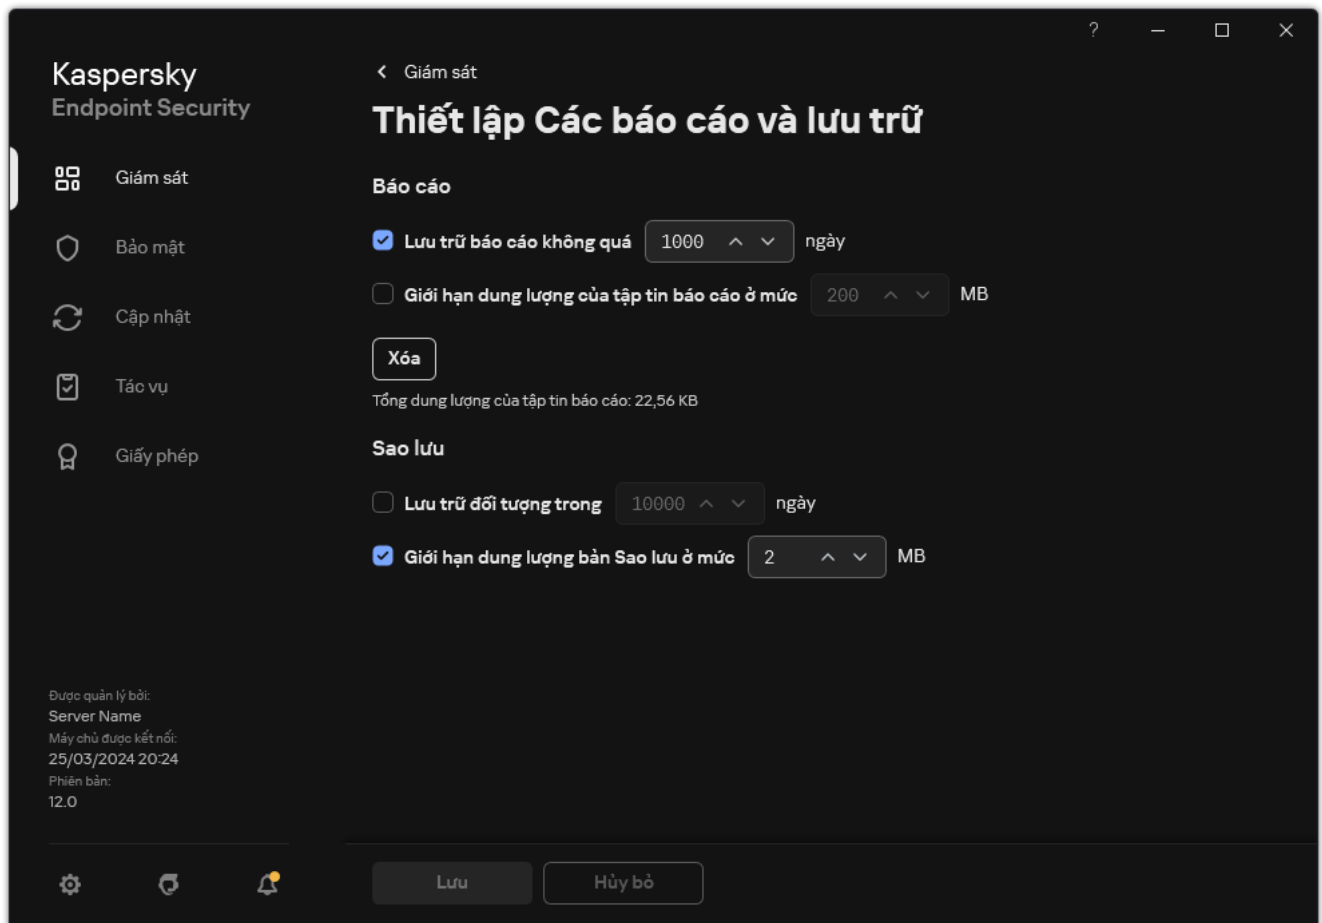 ?
Kaspersky
Endpoint Security
Giám sát
Bảo mật
Cập nhật
Tác vụ
Giấy phép
Được quản lý bởi:
Server Name
Máy chủ được kết nối:
25/03/2024 20:24
Phiên bản:
12.0
Giám sát
Thiết lập Các báo cáo và lưu trữ
Báo cáo
Lưu trữ báo cáo không quá 1000 ngày
Giới hạn dung lượng của tập tin báo cáo ở mức 200 MB
Xóa
Tổng dung lượng của tập tin báo cáo: 22,56 KB
Sao lưu
Lưu trữ đối tượng trong 10000 ngày
Giới hạn dung lượng bản Sao lưu ở mức 2 MB
Lưu Hủy bỏ